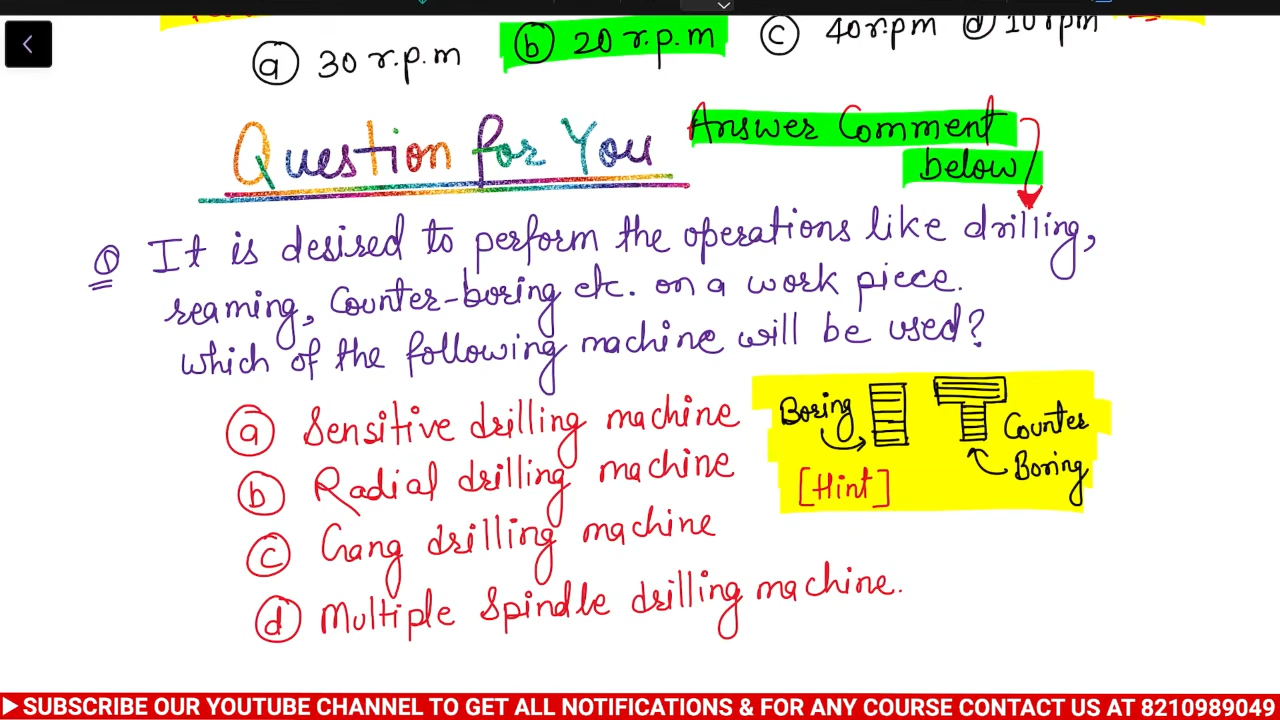 (a) 30 r.p.m (b) 20 r.p.m (c) 40 r.pm (d) 10 rpm
Question for You Answer Comment
below
Q It is desired to perform the operations like drilling,
reaming, Counter-boring etc. on a work piece.
which of the following machine will be used?
(a) Sensitive drilling machine
(b) Radial drilling machine
(c) Gang drilling machine
(d) Multiple Spindle drilling machine.
Boring
Counter
Boring
[Hint]
▶ SUBSCRIBE OUR YOUTUBE CHANNEL TO GET ALL NOTIFICATIONS & FOR ANY COURSE CONTACT US AT 8210989049